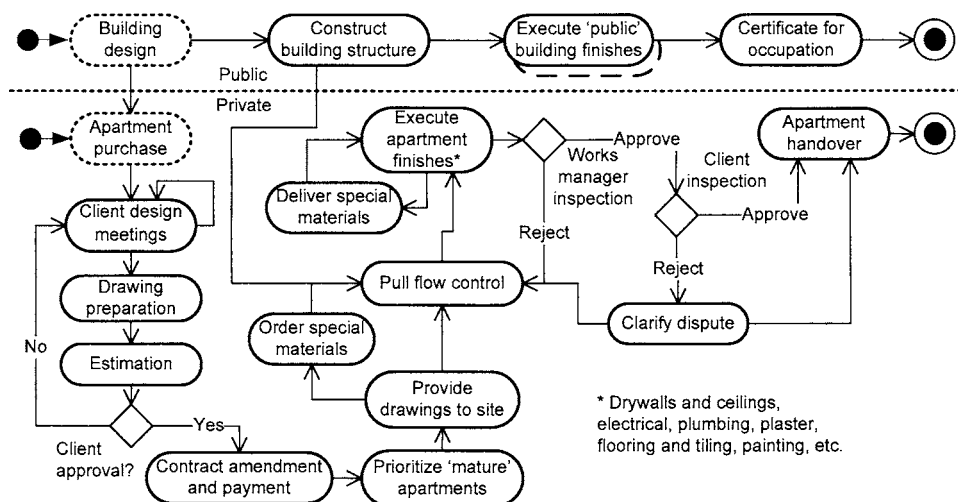 Building
design
Construct
building structure
Execute ‘public’
building finishes
Certificate for
occupation
Public
Private
Apartment
purchase
Execute
apartment
finishes*
Approve
Works
manager
inspection
Client
inspection
Apartment
handover
Deliver special
materials
Client design
meetings
Approve
Reject
Reject
Drawing
preparation
Pull flow control
Order special
materials
Clarify dispute
No
Estimation
Provide
drawings to site
* Drywalls and ceilings,
electrical, plumbing, plaster,
flooring and tiling, painting, etc.
Yes
Client
approval?
Contract amendment
and payment
Prioritize ‘mature’
apartments